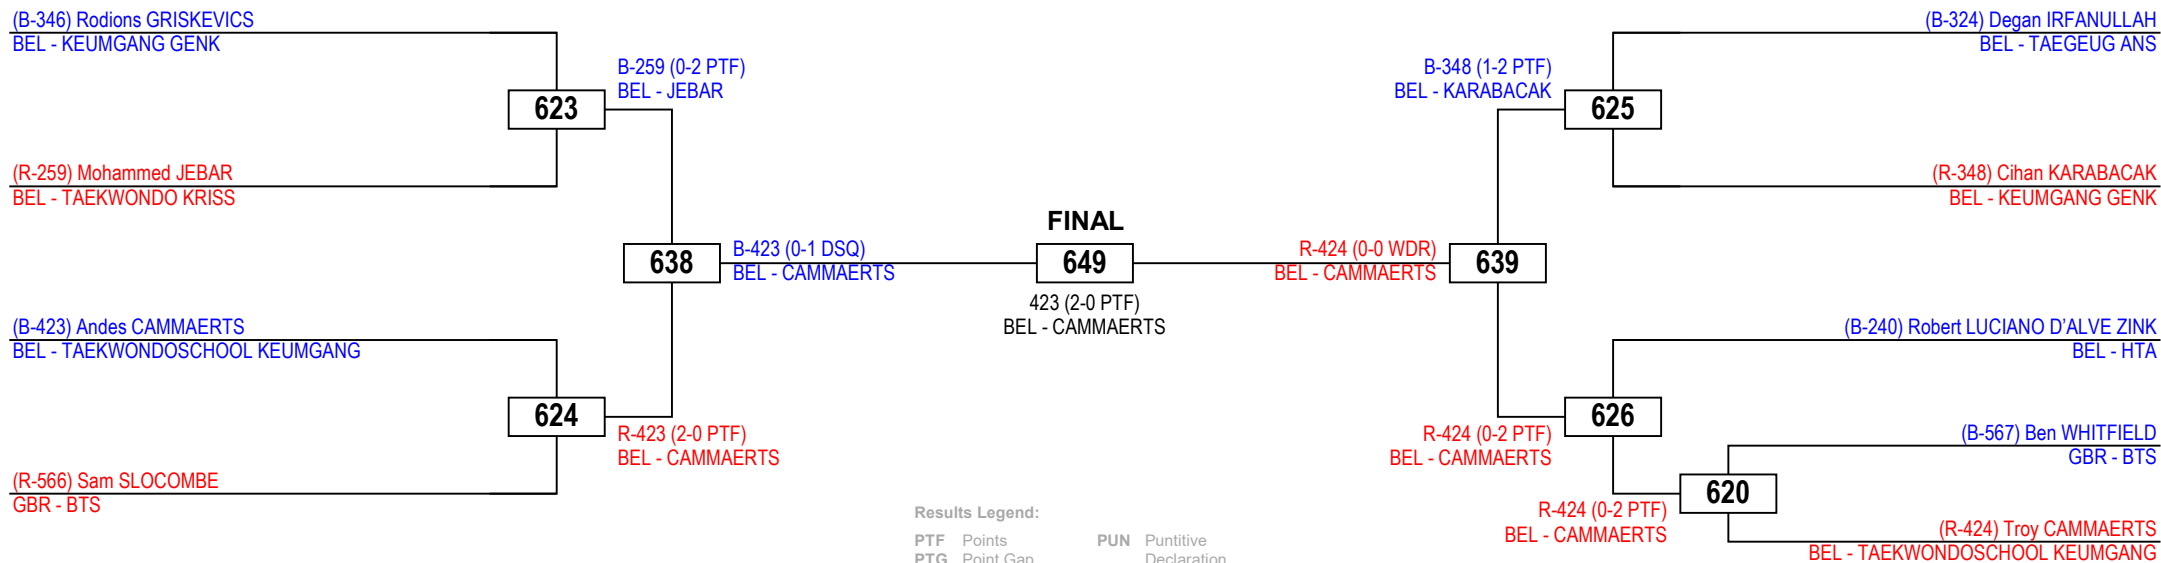 (B-346) Rodions GRISKEVICS
BEL - KEUMGANG GENK
(R-259) Mohammed JEBAR
BEL - TAEKWONDO KRISS
(B-423) Andes CAMMAERTS
BEL - TAEKWONDOSCHOOL KEUMGANG
(R-566) Sam SLOCOMBE
GBR - BTS
623
624
B-259 (0-2 PTF)
BEL - JEBAR
R-423 (2-0 PTF)
BEL - CAMMAERTS
638
B-423 (0-1 DSQ)
BEL - CAMMAERTS
FINAL
649
423 (2-0 PTF)
BEL - CAMMAERTS
R-424 (0-0 WDR)
BEL - CAMMAERTS
639
B-348 (1-2 PTF)
BEL - KARABACAK
R-424 (0-2 PTF)
BEL - CAMMAERTS
625
626
R-424 (0-2 PTF)
BEL - CAMMAERTS
620
(B-324) Degan IRFANULLAH
BEL - TAEGEUG ANS
(R-348) Cihan KARABACAK
BEL - KEUMGANG GENK
(B-240) Robert LUCIANO D'ALVE ZINK
BEL - HTA
(B-567) Ben WHITFIELD
GBR - BTS
(R-424) Troy CAMMAERTS
BEL - TAEKWONDOSCHOOL KEUMGANG
Results Legend:
PTF Points
PTG Point Gap
PUN Puntitive
Declaration